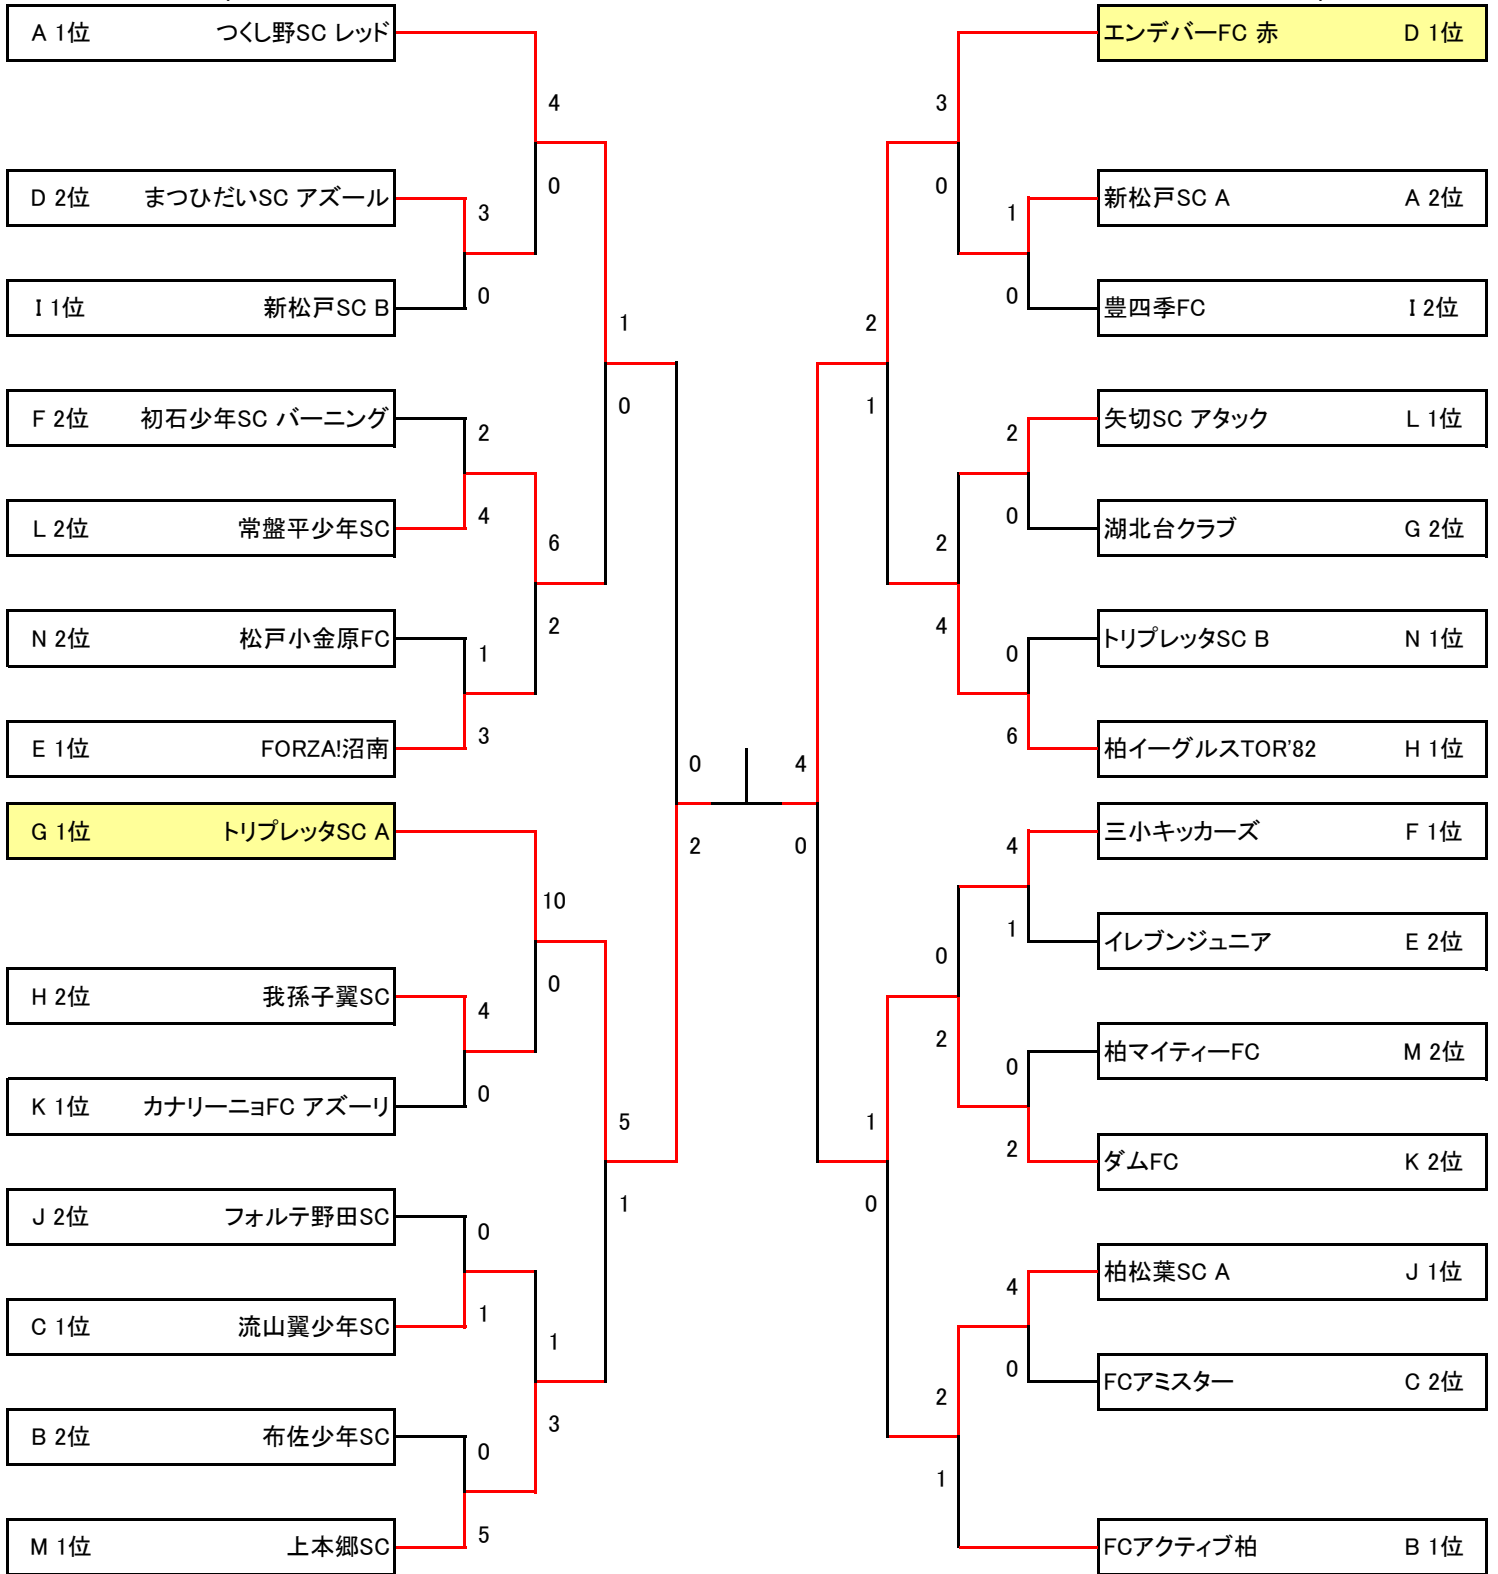 A 1位 つくし野SC レッド
4
D 2位 まつひだいSC アズール
0
3
I 1位 新松戸SC B
0
1
F 2位 初石少年SC バーニング
0
2
L 2位 常盤平少年SC
4
6
N 2位 松戸小金原FC
2
1
E 1位 FORZA!沼南
3
0
G 1位 トリプレッタSC A
2
10
H 2位 我孫子翼SC
0
4
K 1位 カナリーニョFC アズーリ
0
5
J 2位 フォルテ野田SC
1
0
C 1位 流山翼少年SC
1
1
B 2位 布佐少年SC
3
0
M 1位 上本郷SC
5
エンデバーFC 赤 D 1位
3
新松戸SC A A 2位
0
1
豊四季FC I 2位
0
2
矢切SC アタック L 1位
1
2
湖北台クラブ G 2位
0
2
トリプレッタSC B N 1位
4
0
柏イーグルスTOR'82 H 1位
6
4
三小キッカーズ F 1位
0
4
イレブンジュニア E 2位
1
0
柏マイティーFC M 2位
2
0
ダムFC K 2位
2
1
0
柏松葉SC A J 1位
4
FCアミスター C 2位
0
2
1
FCアクティブ柏 B 1位